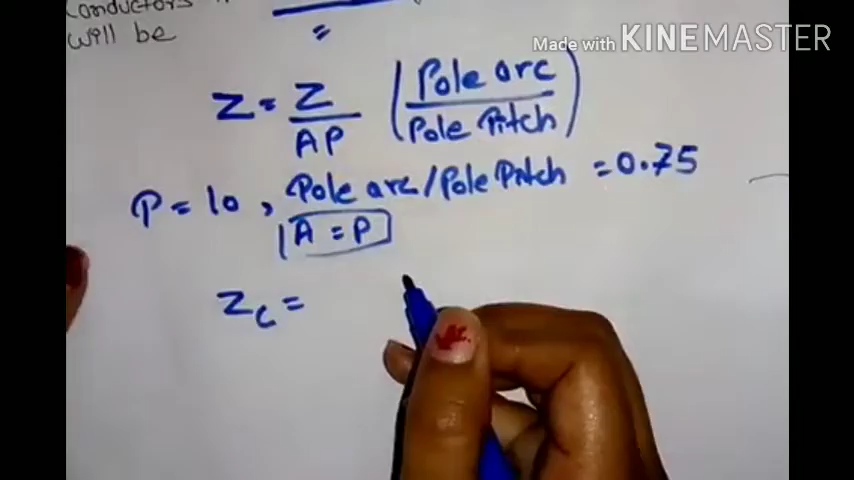 Conductors
will be
Made with KINEMASTER
Z = Z / AP (Pole arc / Pole Pitch)
P = 10, Pole arc/Pole Pitch = 0.75
A = P
Zc =